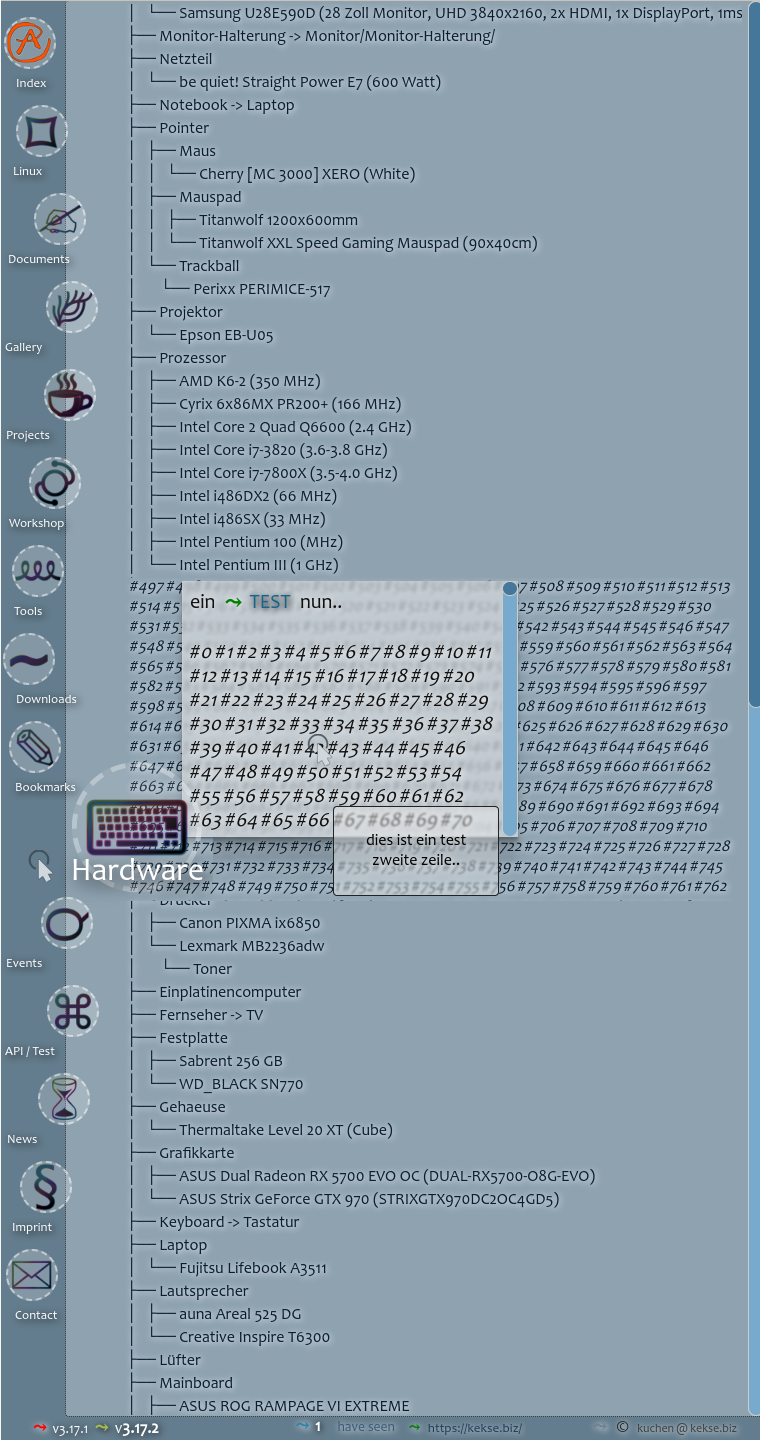 Samsung U28E590D (28 Zoll Monitor, UHD 3840x2160, 2x HDMI, 1x DisplayPort, 1ms
Monitor-Halterung -> Monitor/Monitor-Halterung/
Netzteil
be quiet! Straight Power E7 (600 Watt)
Notebook -> Laptop
Pointer
Maus
Cherry [MC 3000] XERO (White)
Mauspad
Titanwolf 1200x600mm
Titanwolf XXL Speed Gaming Mauspad (90x40cm)
Trackball
Perixx PERIMICE-517
Projektor
Epson EB-U05
Prozessor
AMD K6-2 (350 MHz)
Cyrix 6x86MX PR200+ (166 MHz)
Intel Core 2 Quad Q6600 (2.4 GHz)
Intel Core i7-3820 (3.6-3.8 GHz)
Intel Core i7-7800X (3.5-4.0 GHz)
Intel i486DX2 (66 MHz)
Intel i486SX (33 MHz)
Intel Pentium 100 (MHz)
Intel Pentium III (1 GHz)
Index
Linux
Documents
Gallery
Projects
Workshop
Tools
Downloads
Bookmarks
Hardware
Events
API / Test
News
Imprint
Contact
ein TEST nun..
#0 #1 #2 #3 #4 #5 #6 #7 #8 #9 #10 #11
#12 #13 #14 #15 #16 #17 #18 #19 #20
#21 #22 #23 #24 #25 #26 #27 #28 #29
#30 #31 #32 #33 #34 #35 #36 #37 #38
#39 #40 #41 #43 #44 #45 #46
#47 #48 #49 #50 #51 #52 #53 #54
#55 #56 #57 #58 #59 #60 #61 #62
#63 #64 #65 #66 #67 #68 #69 #70
dies ist ein test
zweite zeile..
#497 #508 #509 #510 #511 #512 #513
#514 #526 #527 #528 #529 #530
#531 #542 #543 #544 #545 #546 #547
#548 #559 #560 #561 #562 #563 #564
#565 #576 #577 #578 #579 #580 #581
#582 #593 #594 #595 #596 #597
#598 #609 #610 #611 #612 #613
#614 #625 #626 #627 #628 #629 #630
#631 #642 #643 #644 #645 #646
#647 #658 #659 #660 #661 #662
#663 #674 #675 #676 #677 #678
#690 #691 #692 #693 #694
#706 #707 #708 #709 #710
#713 #714 #715 #716 #717 #722 #723 #724 #725 #726 #727 #728
#731 #732 #733 #734 #735 #740 #741 #742 #743 #744 #745
#746 #747 #748 #749 #750 #751 #752 #753 #754 #755 #756 #757 #758 #759 #760 #761 #762
Drucker
Canon PIXMA ix6850
Lexmark MB2236adw
Toner
Einplatinencomputer
Fernseher -> TV
Festplatte
Sabrent 256 GB
WD_BLACK SN770
Gehaeuse
Thermaltake Level 20 XT (Cube)
Grafikkarte
ASUS Dual Radeon RX 5700 EVO OC (DUAL-RX5700-O8G-EVO)
ASUS Strix GeForce GTX 970 (STRIXGTX970DC2OC4GD5)
Keyboard -> Tastatur
Laptop
Fujitsu Lifebook A3511
Lautsprecher
auna Areal 525 DG
Creative Inspire T6300
Lüfter
Mainboard
ASUS ROG RAMPAGE VI EXTREME
v3.17.1 v3.17.2 1 have seen https://kekse.biz/ © kuchen @ kekse.biz